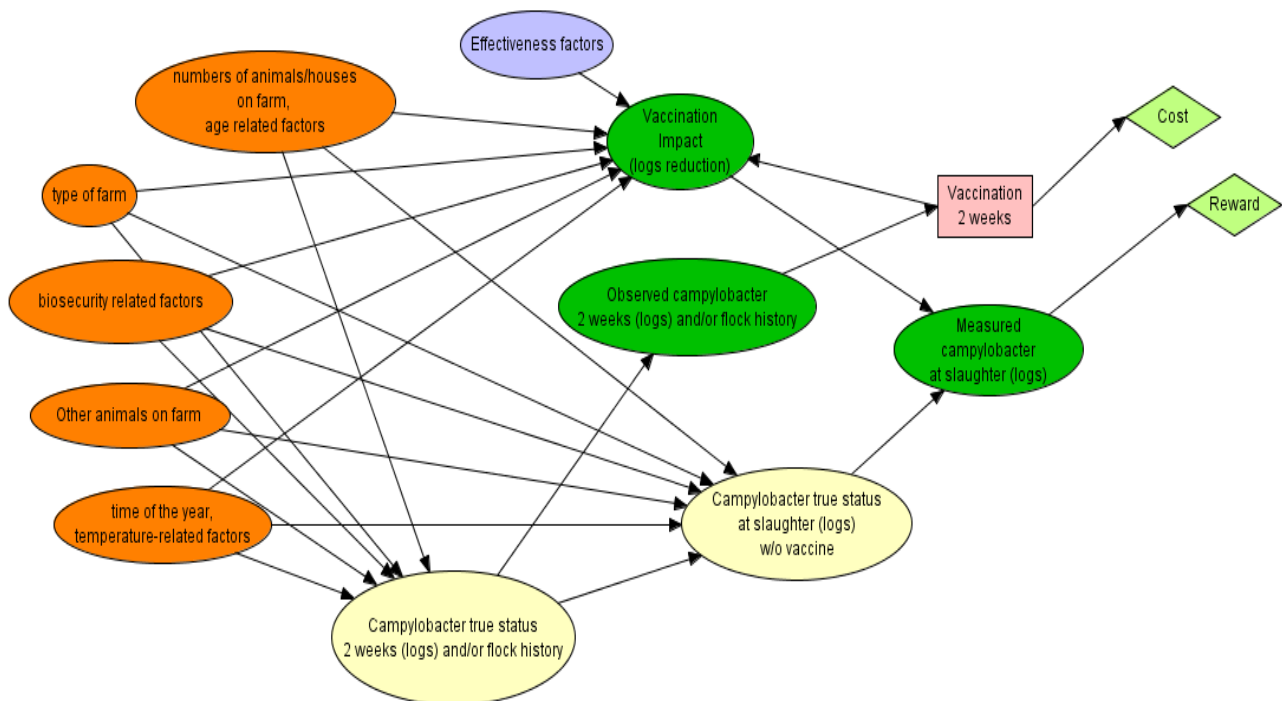 Effectiveness factors
numbers of animals/houses
on farm,
age related factors
Vaccination
Impact
(logs reduction)
Cost
type of farm
Vaccination
2 weeks
Reward
biosecurity related factors
Observed campylobacter
2 weeks (logs) and/or flock history
Measured
campylobacter
at slaughter (logs)
Other animals on farm
time of the year,
temperature-related factors
Campylobacter true status
at slaughter (logs)
w/o vaccine
Campylobacter true status
2 weeks (logs) and/or flock history